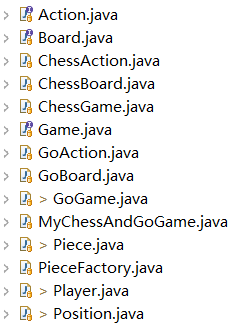 Action.java
Board.java
ChessAction.java
ChessBoard.java
ChessGame.java
Game.java
GoAction.java
GoBoard.java
> GoGame.java
MyChessAndGoGame.java
> Piece.java
PieceFactory.java
> Player.java
> Position.java